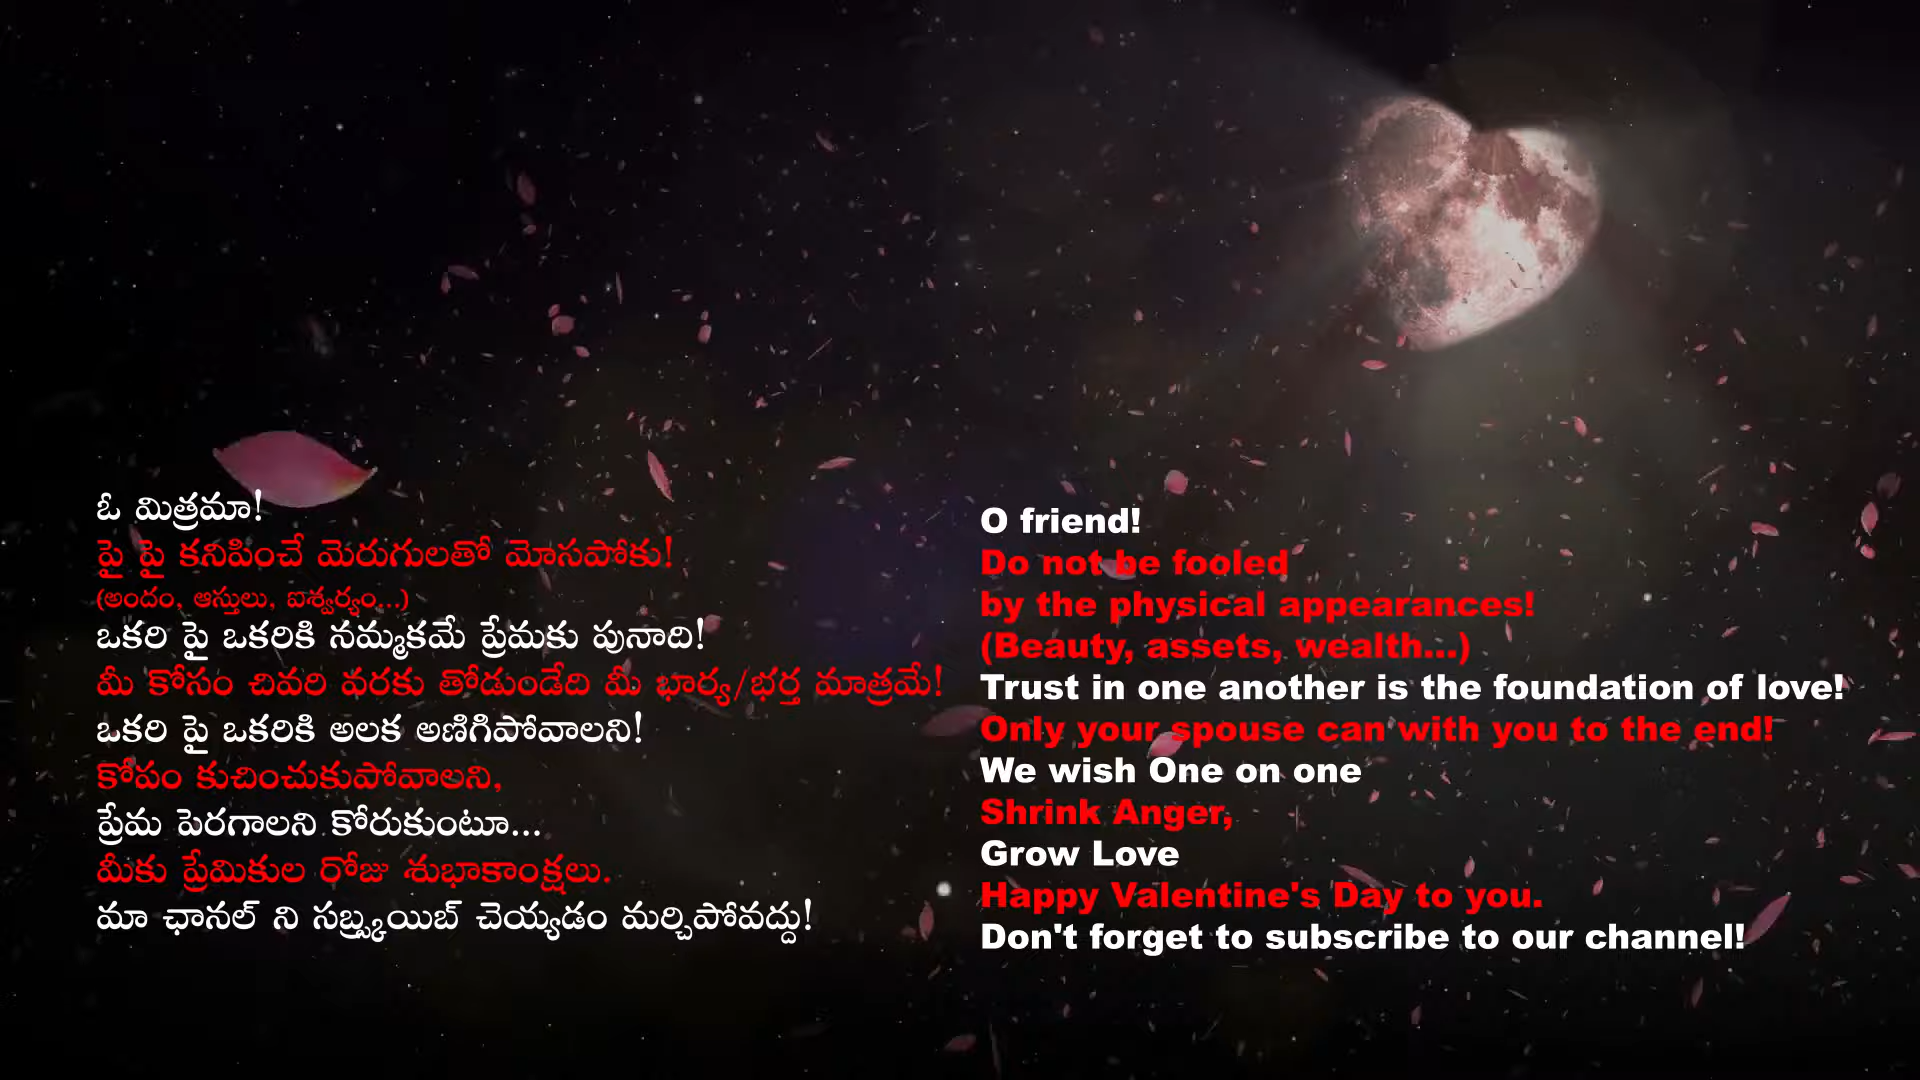 ఓ మిత్రమా!
పై పై కనిపించే మెరుగులతో మోసపోకు!
(అందం, ఆస్తులు, ఐశ్వర్యం...)
ఒకరి పై ఒకరికి నమ్మకమే ప్రేమకు పునాది!
మీ కోసం చివరి వరకు తోడుండేది మీ భార్య/భర్త మాత్రమే!
ఒకరి పై ఒకరికి అలక అణిగిపోవాలని!
కోపం కుచించుకుపోవాలని,
ప్రేమ పెరగాలని కోరుకుంటూ...
మీకు ప్రేమికుల రోజు శుభాకాంక్షలు.
మా ఛానల్ ని సబ్స్క్రయిబ్ చెయ్యడం మర్చిపోవద్దు!
O friend!
Do not be fooled
by the physical appearances!
(Beauty, assets, wealth...)
Trust in one another is the foundation of love!
Only your spouse can with you to the end!
We wish One on one
Shrink Anger,
Grow Love
Happy Valentine's Day to you.
Don't forget to subscribe to our channel!